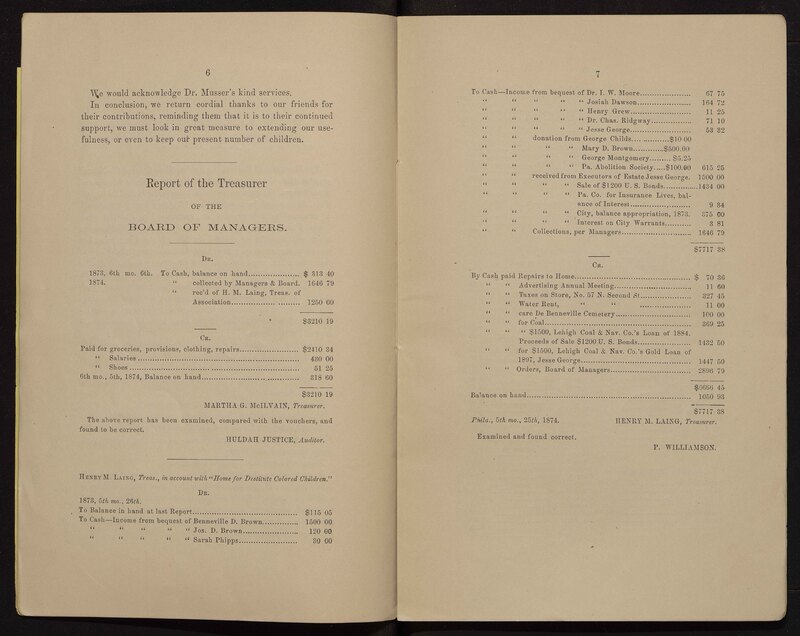 6
We would acknowledge Dr. Musser's kind services.
In conclusion, we return cordial thanks to our friends for
their contributions, reminding them that it is to their continued
support, we must look in great measure to extending our use-
fulness, or even to keep our present number of children.
Report of the Treasurer
OF THE
BOARD OF MANAGERS.
DR.
1873, 6th mo. 6th. To Cash, balance on hand.................... $ 313 40
1874. " collected by Managers & Board. 1646 79
" rec'd of H. M. Laing, Treas. of
Association........................... 1250 00
$3210 19
CR.
Paid for groceries, provisions, clothing, repairs.................... $2410 34
" Salaries .................... 430 00
" Shoes .................... 51 25
6th mo., 5th, 1874, Balance on hand.................... 318 60
$3210 19
MARTHA G. McILVAIN, Treasurer.
The above report has been examined, compared with the vouchers, and
found to be correct.
HULDAH JUSTICE, Auditor.
HENRY M. LAING, Treas., in account with "Home for Destitute Colored Children."
DR.
1873, 5th mo., 26th.
To Balance in hand at last Report.................... $115 05
To Cash—Income from bequest of Benneville D. Brown.............. 1500 00
" " " " " Jos. D. Brown.................... 120 00
" " " " " Sarah Phipps.................... 30 00
7
To Cash—Income from bequest of Dr. I. W. Moore.................... 67 75
" " " " " Josiah Dawson.................... 164 72
" " " " " Henry Grew.................... 11 25
" " " " " Dr. Chas. Ridgway.............. 71 10
" " " " " Jesse George.................... 53 32
" " donation from George Childs..............$10 00
" " " " Mary D. Brown............$500.00
" " " " George Montgomery.........$5.25
" " " " Pa. Abolition Society.....$100.00 615 25
" " received from Executors of Estate Jesse George. 1500 00
" " " " Sale of $1200 U. S. Bonds..............1434 00
" " " " Pa. Co. for Insurance Lives, bal-
ance of Interest.................... 9 34
" " " " City, balance appropriation, 1873. 375 00
" " " " Interest on City Warrants........... 3 81
" " Collections, per Managers.................... 1646 79
$7717 38
CR.
By Cash paid Repairs to Home.................... $ 70 36
" " Advertising Annual Meeting.................... 11 60
" " Taxes on Store, No. 57 N. Second St.................... 327 45
" " Water Rent, " " .................... 11 00
" " care De Benneville Cemetery.................... 100 00
" " for Coal.................... 369 25
" " " $1500, Lehigh Coal & Nav. Co.'s Loan of 1884,
Proceeds of Sale $1200 U. S. Bonds.................... 1432 50
" " for $1500, Lehigh Coal & Nav. Co.'s Gold Loan of
1897, Jesse George.................... 1447 50
" " Orders, Board of Managers.................... 2896 79
$6666 45
Balance on hand.................... 1050 93
$7717 38
Phila., 5th mo., 25th, 1874. HENRY M. LAING, Treasurer.
Examined and found correct.
P. WILLIAMSON.